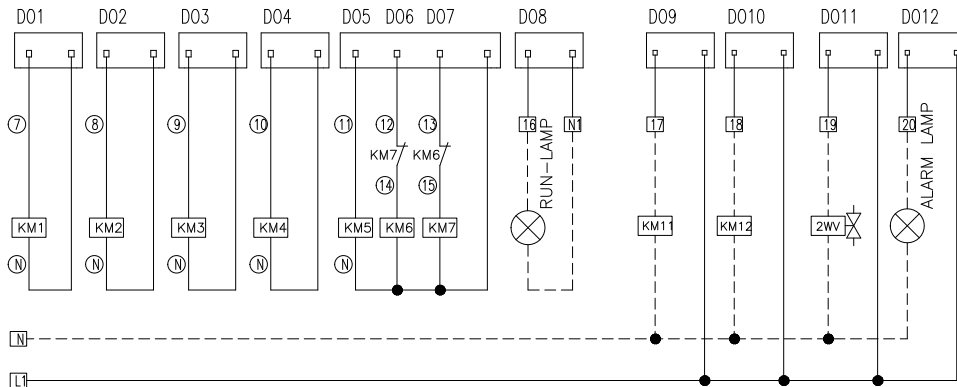 DO1 DO2 DO3 DO4 DO5 DO6 DO7 DO8 DO9 DO10 DO11 DO12
7 8 9 10 11 12 13 16 N1 17 18 19 20
KM7 KM6
14 15
RUN-LAMP
ALARM LAMP
KM1 KM2 KM3 KM4 KM5 KM6 KM7 KM11 KM12 2WV
N N N N N
N
L1